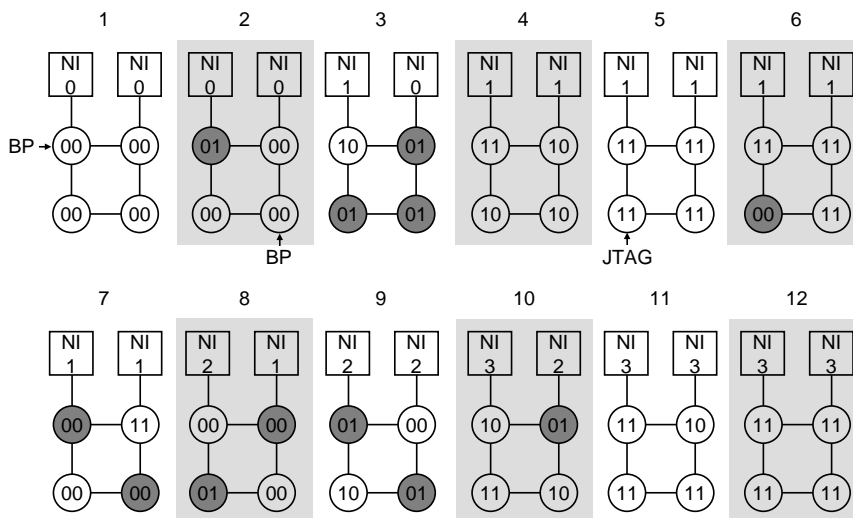 1 2 3 4 5 6
NI NI NI NI NI NI NI NI NI NI NI NI
0 0 0 0 1 0 1 1 1 1 1 1
BP 00 00 01 00 10 01 11 10 11 11 11 11
00 00 00 00 01 01 10 10 11 11 00 11
BP JTAG
7 8 9 10 11 12
NI NI NI NI NI NI NI NI NI NI NI NI
1 1 2 1 2 2 3 2 3 3 3 3
00 11 00 00 01 00 10 01 11 10 11 11
00 00 01 00 10 01 11 10 11 11 11 11